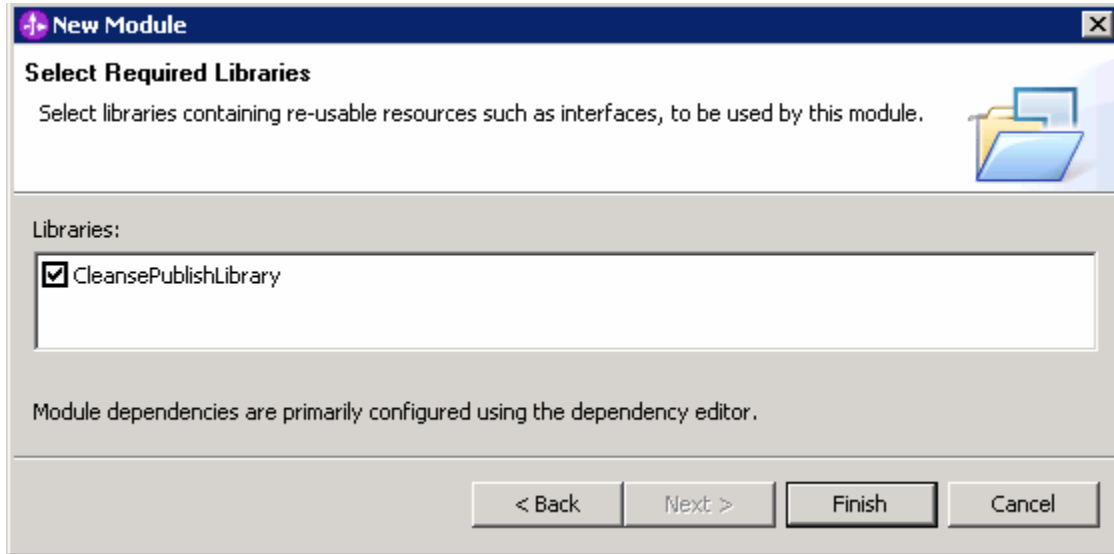 New Module
Select Required Libraries
Select libraries containing re-usable resources such as interfaces, to be used by this module.
Libraries:
CleansePublishLibrary
Module dependencies are primarily configured using the dependency editor.
< Back Next > Finish Cancel